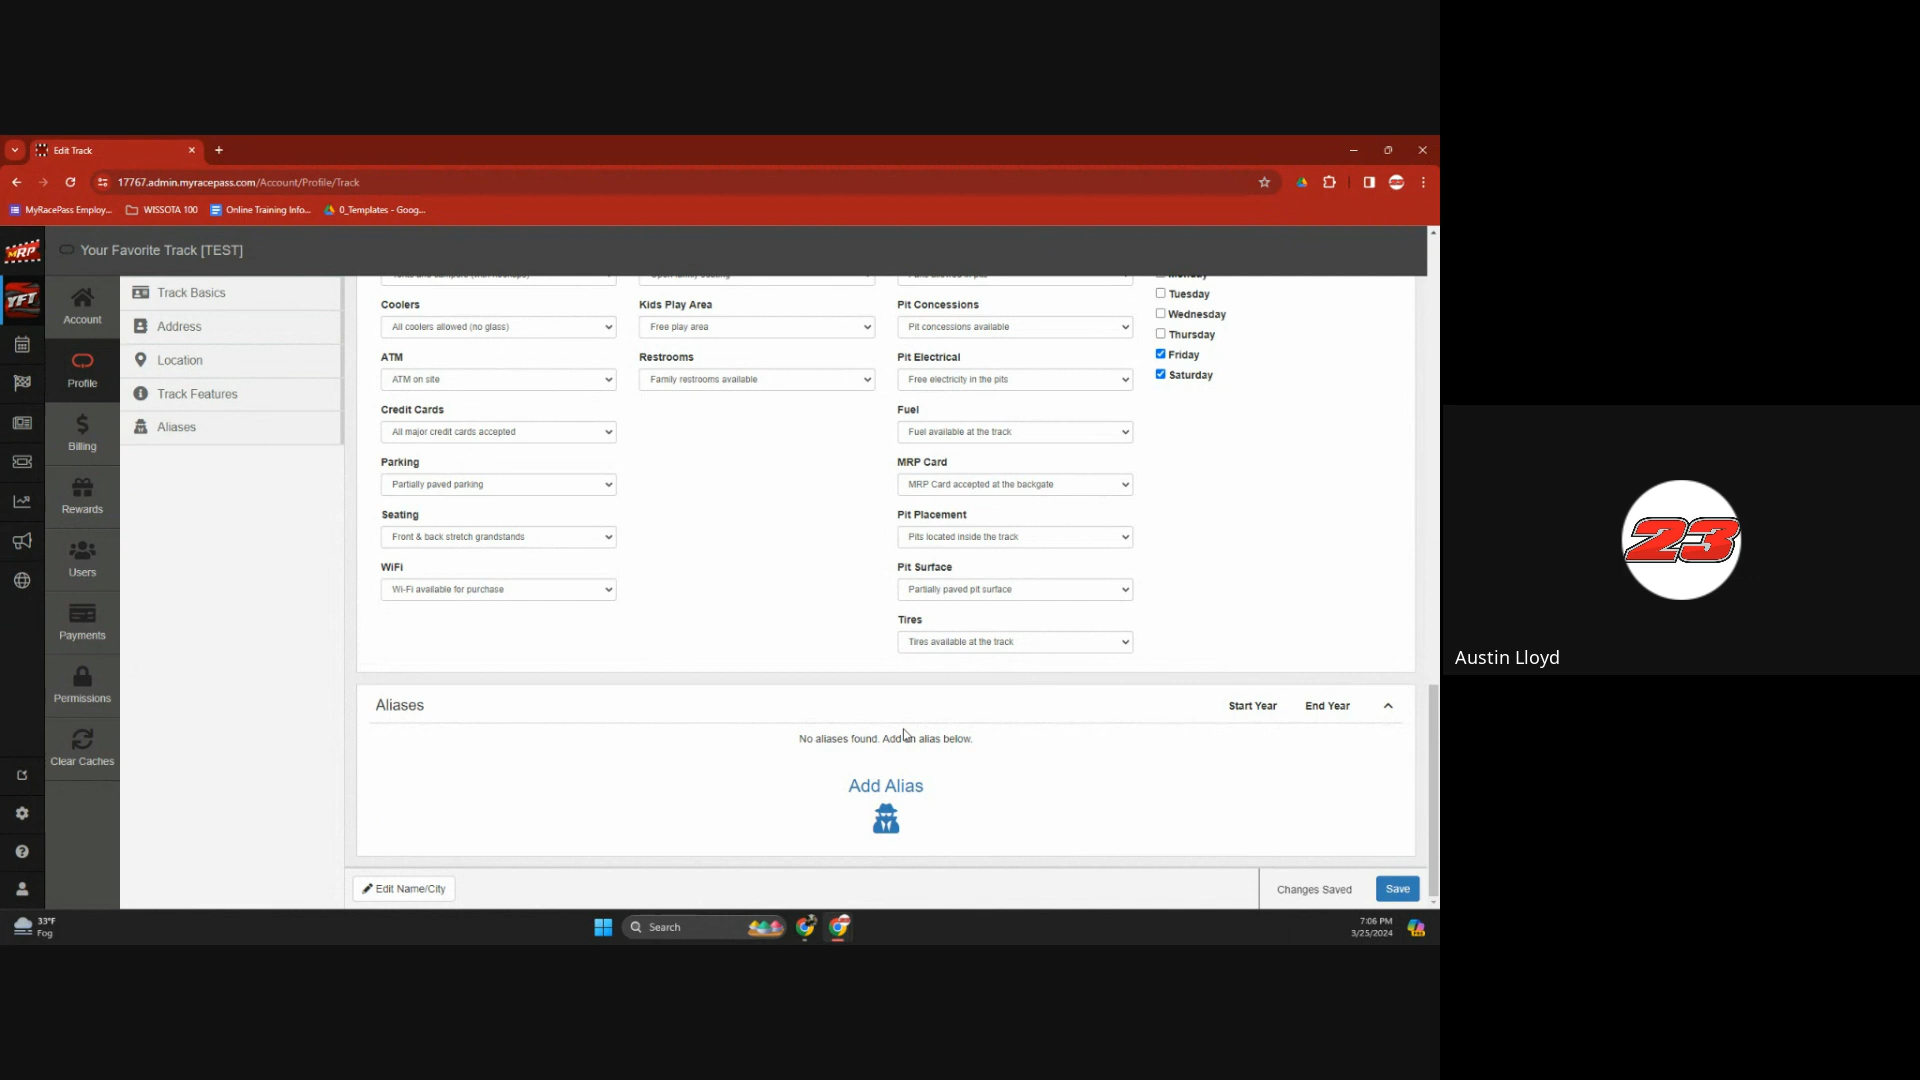 Edit Track
17767.admin.myracepass.com/Account/Profile/Track
MyRacePass Employ...
WISSOTA 100
Online Training Info...
0_Templates - Goog...
MRP
Your Favorite Track [TEST]
YFT
Account
Profile
Billing
Rewards
Users
Payments
Permissions
Clear Caches
Track Basics
Address
Location
Track Features
Aliases
Coolers
All coolers allowed (no glass)
ATM
ATM on site
Credit Cards
All major credit cards accepted
Parking
Partially paved parking
Seating
Front & back stretch grandstands
WiFi
Wi-Fi available for purchase
Kids Play Area
Free play area
Restrooms
Family restrooms available
Pit Concessions
Pit concessions available
Pit Electrical
Free electricity in the pits
Fuel
Fuel available at the track
MRP Card
MRP Card accepted at the backgate
Pit Placement
Pits located inside the track
Pit Surface
Partially paved pit surface
Tires
Tires available at the track
Tuesday
Wednesday
Thursday
Friday
Saturday
Aliases
Start Year
End Year
No aliases found. Add an alias below.
Add Alias
Edit Name/City
Changes Saved
Save
33°F
Fog
Search
7:06 PM
3/25/2024
23
Austin Lloyd